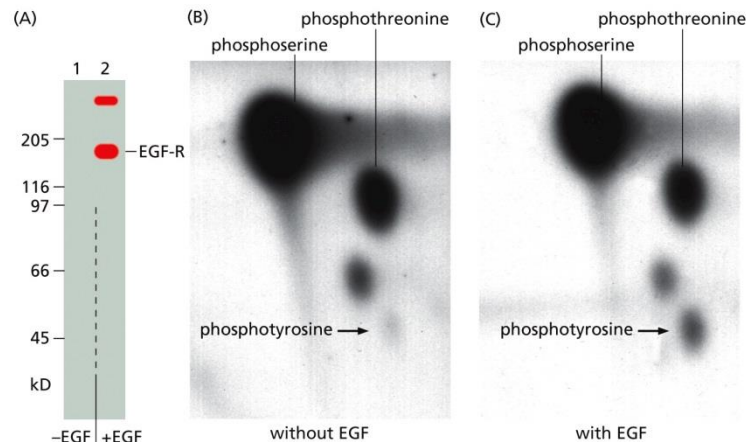 (A)
1 2
205
EGF-R
116
97
66
45
kD
–EGF +EGF
(B)
phosphothreonine
phosphoserine
phosphotyrosine
without EGF
(C)
phosphothreonine
phosphoserine
phosphotyrosine
with EGF